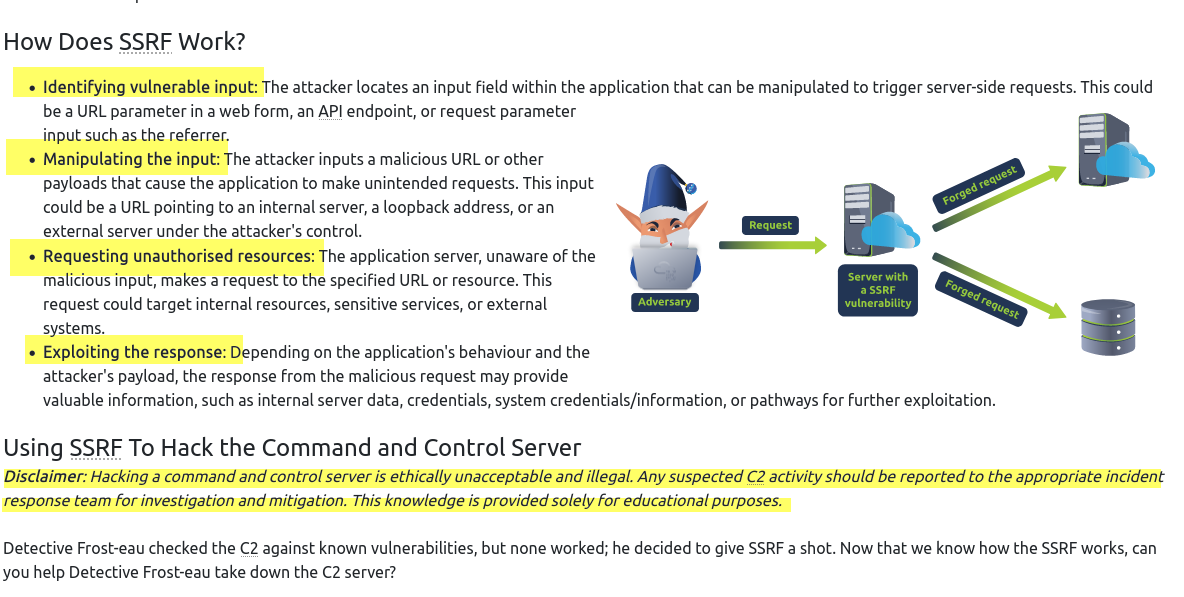 How Does SSRF Work?
• Identifying vulnerable input: The attacker locates an input field within the application that can be manipulated to trigger server-side requests. This could
be a URL parameter in a web form, an API endpoint, or request parameter
input such as the referrer.
• Manipulating the input: The attacker inputs a malicious URL or other
payloads that cause the application to make unintended requests. This input
could be a URL pointing to an internal server, a loopback address, or an
external server under the attacker's control.
• Requesting unauthorised resources: The application server, unaware of the
malicious input, makes a request to the specified URL or resource. This
request could target internal resources, sensitive services, or external
systems.
• Exploiting the response: Depending on the application's behaviour and the
attacker's payload, the response from the malicious request may provide
valuable information, such as internal server data, credentials, system credentials/information, or pathways for further exploitation.
Adversary
Request
Server with
a SSRF
vulnerability
Forged request
Forged request
Using SSRF To Hack the Command and Control Server
Disclaimer: Hacking a command and control server is ethically unacceptable and illegal. Any suspected C2 activity should be reported to the appropriate incident
response team for investigation and mitigation. This knowledge is provided solely for educational purposes.
Detective Frost-eau checked the C2 against known vulnerabilities, but none worked; he decided to give SSRF a shot. Now that we know how the SSRF works, can
you help Detective Frost-eau take down the C2 server?